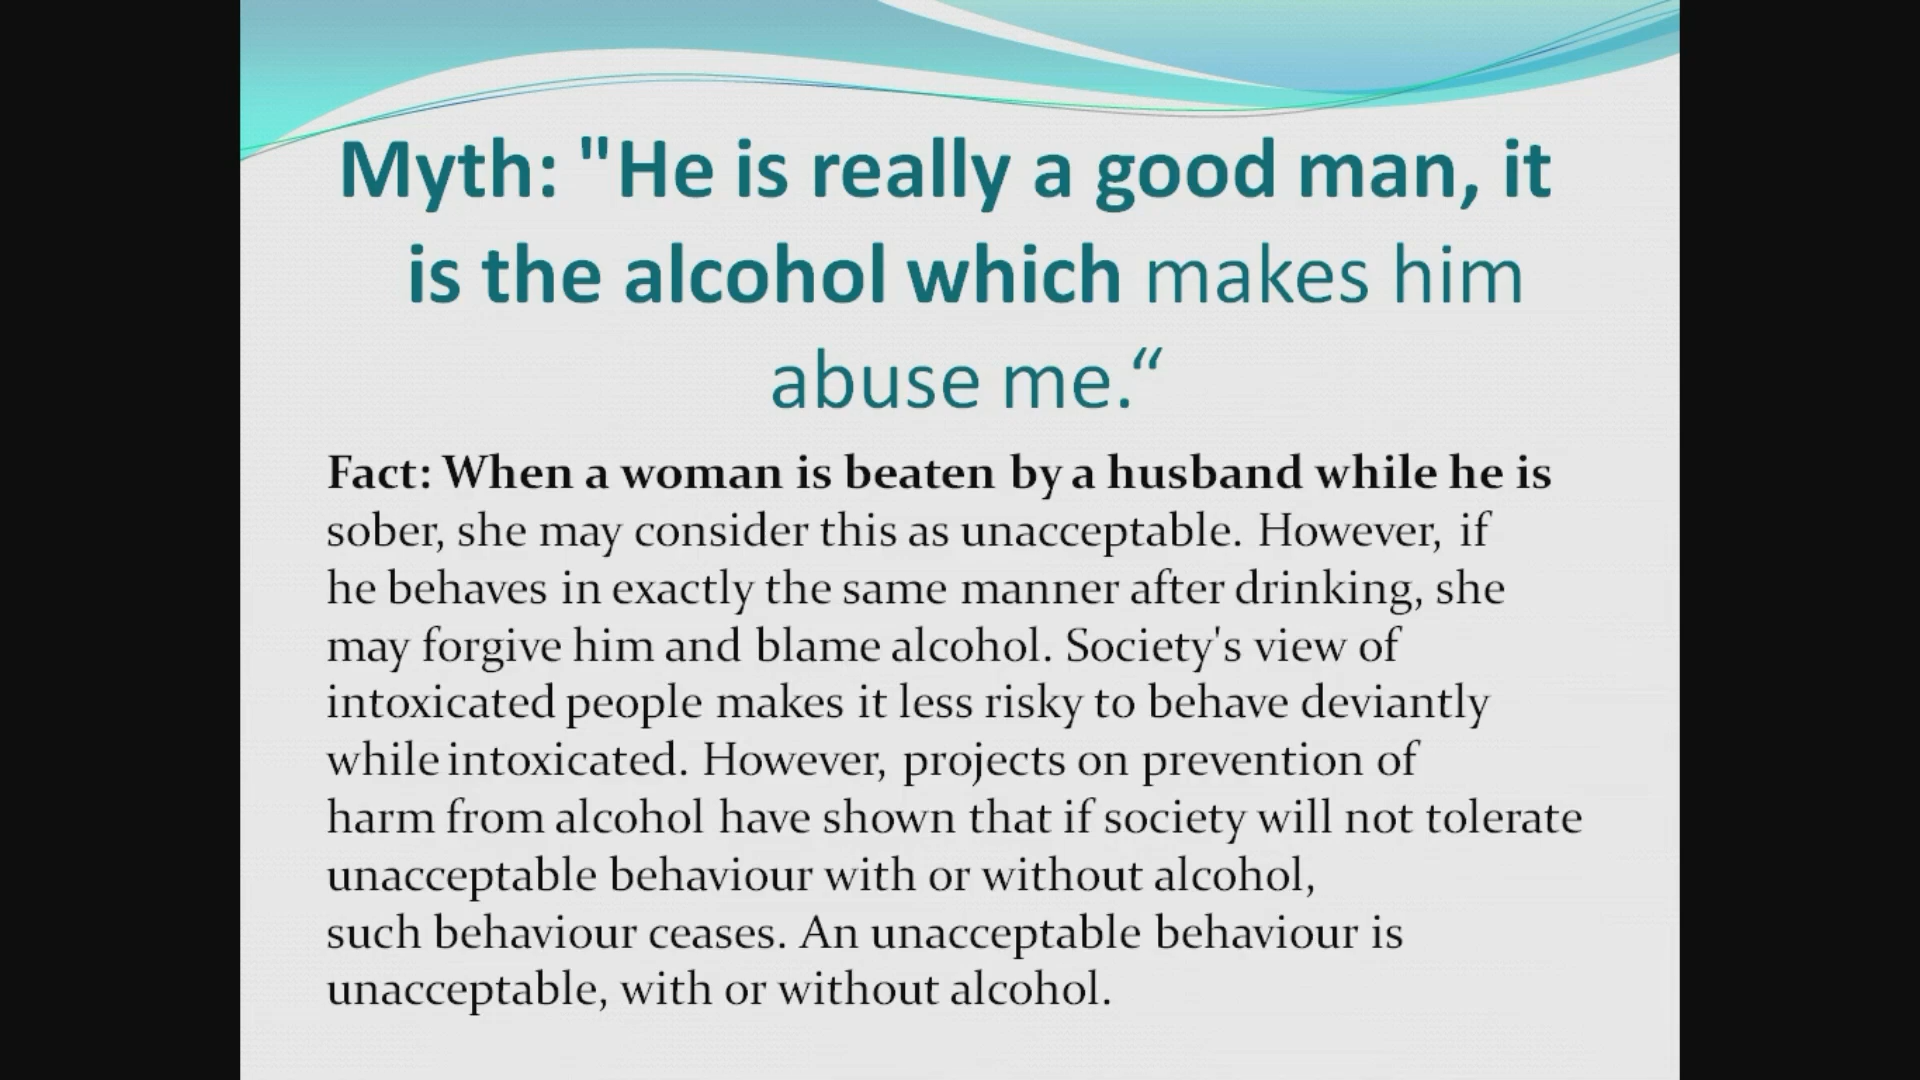 Myth: "He is really a good man, it
is the alcohol which makes him
abuse me.“
Fact: When a woman is beaten by a husband while he is
sober, she may consider this as unacceptable. However, if
he behaves in exactly the same manner after drinking, she
may forgive him and blame alcohol. Society's view of
intoxicated people makes it less risky to behave deviantly
while intoxicated. However, projects on prevention of
harm from alcohol have shown that if society will not tolerate
unacceptable behaviour with or without alcohol,
such behaviour ceases. An unacceptable behaviour is
unacceptable, with or without alcohol.